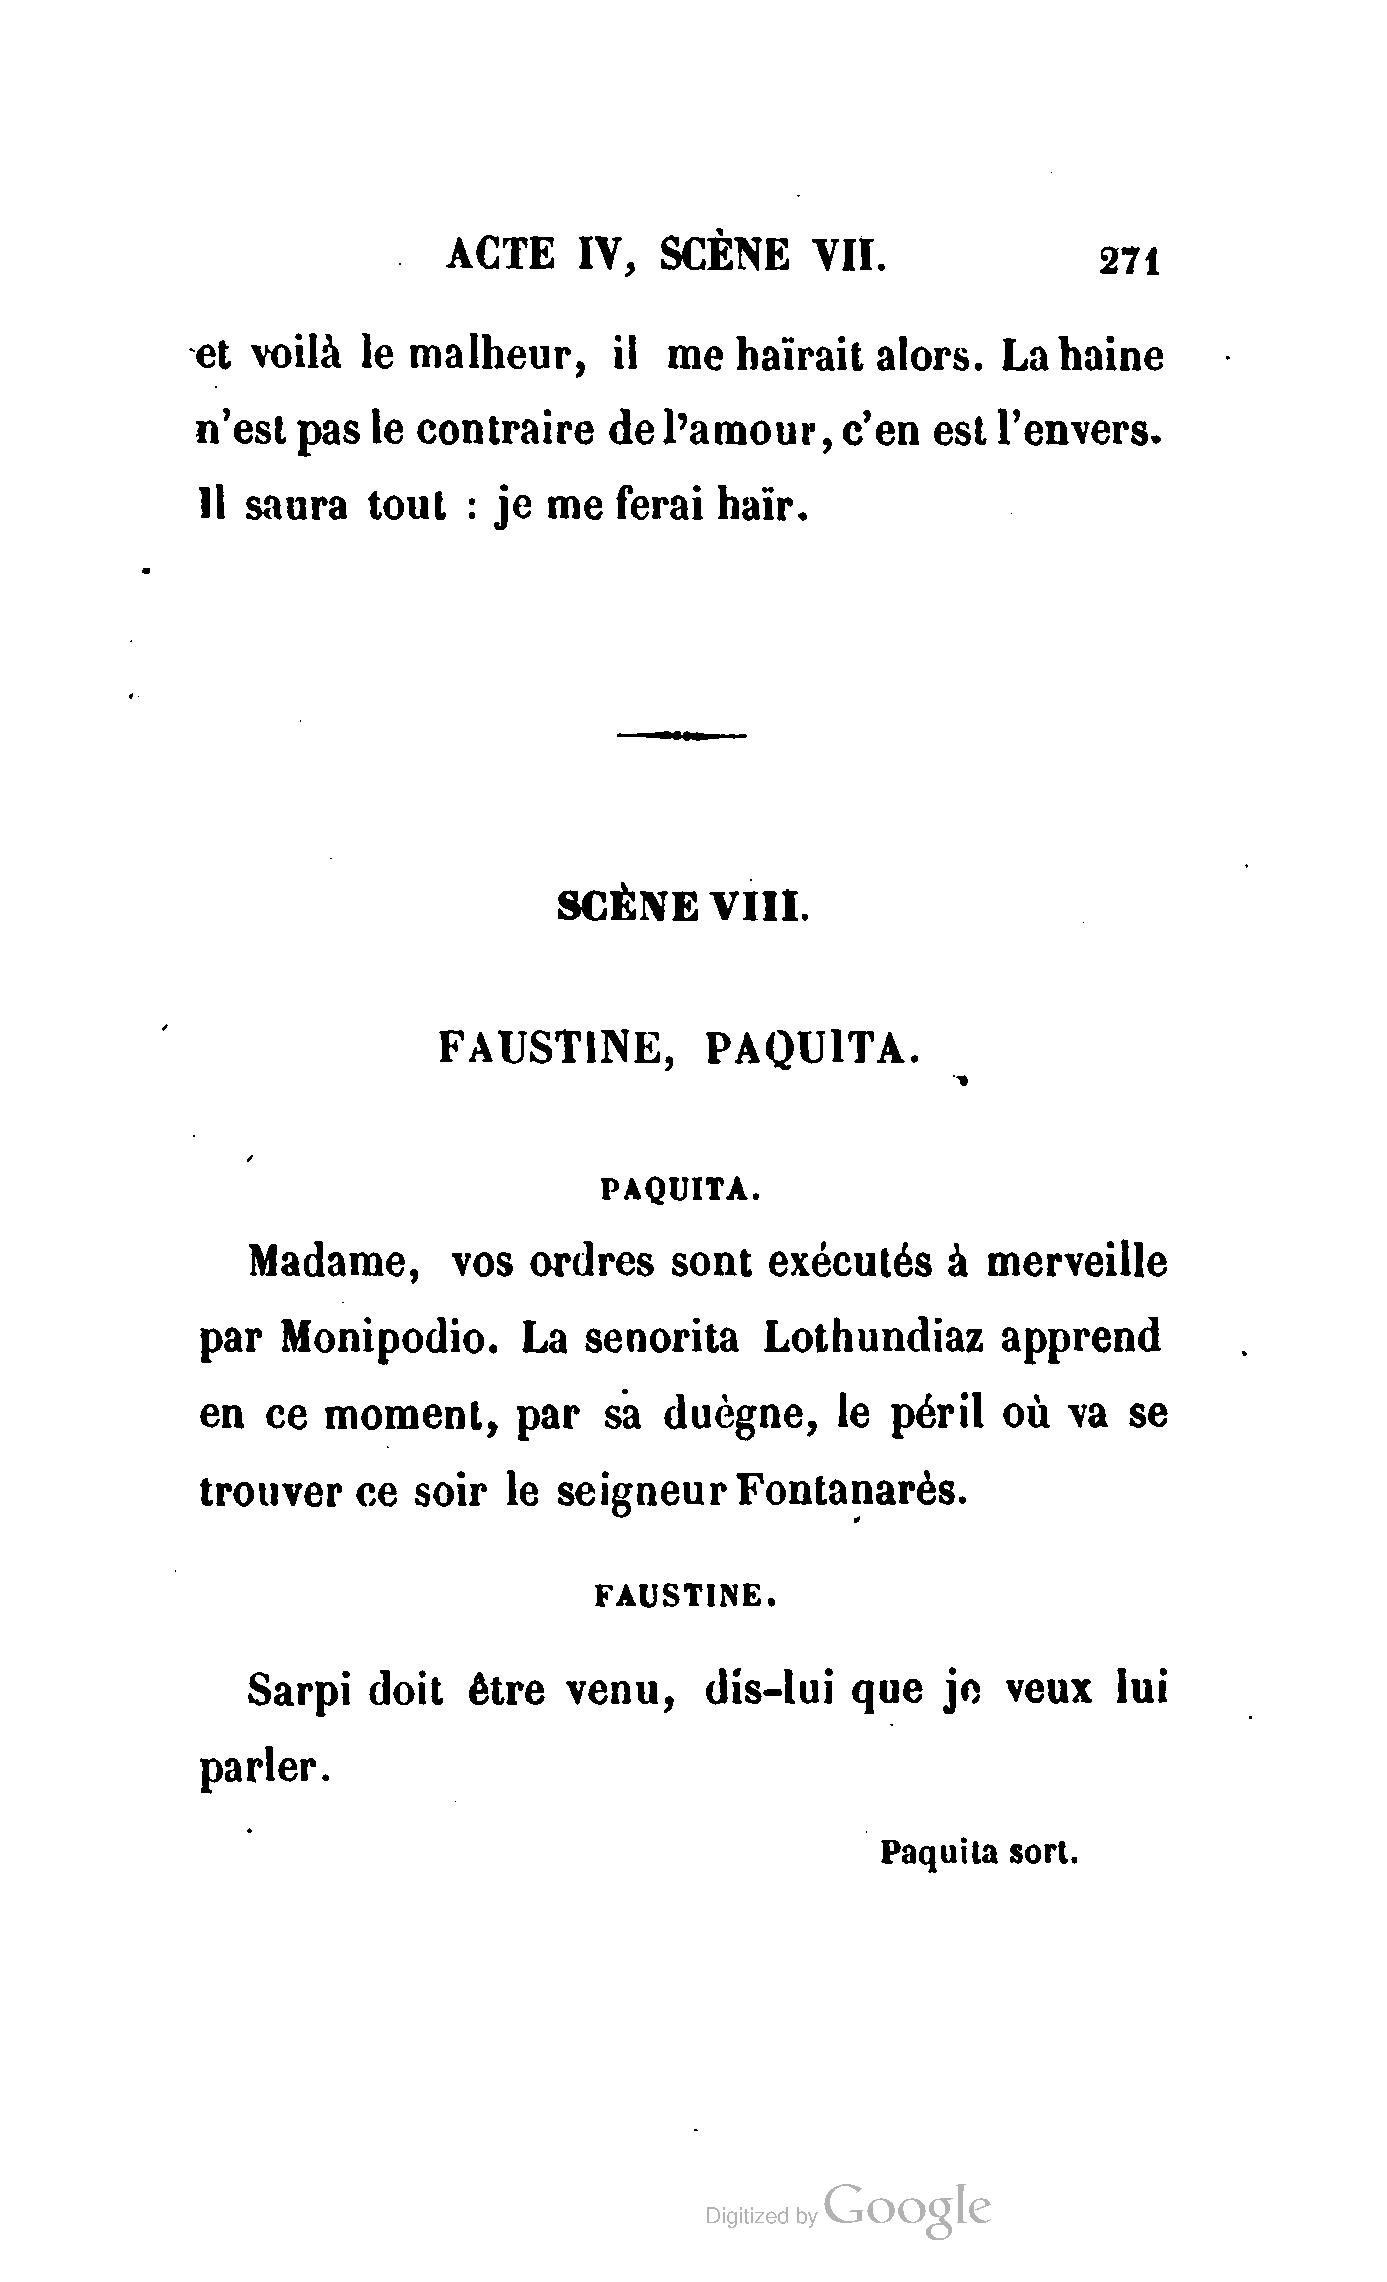 ACTE IV, SCÈNE VII. 271
et voilà le malheur, il me haïrait alors. La haine
n'est pas le contraire de l'amour, c'en est l'envers.
Il saura tout : je me ferai haïr.
SCÈNE VIII.
FAUSTINE, PAQUITA.
PAQUITA.
Madame, vos ordres sont exécutés à merveille
par Monipodio. La senorita Lothundiaz apprend
en ce moment, par sa duègne, le péril où va se
trouver ce soir le seigneur Fontanarès.
FAUSTINE.
Sarpi doit être venu, dis-lui que je veux lui
parler.
Paquita sort.
Digitized by Google